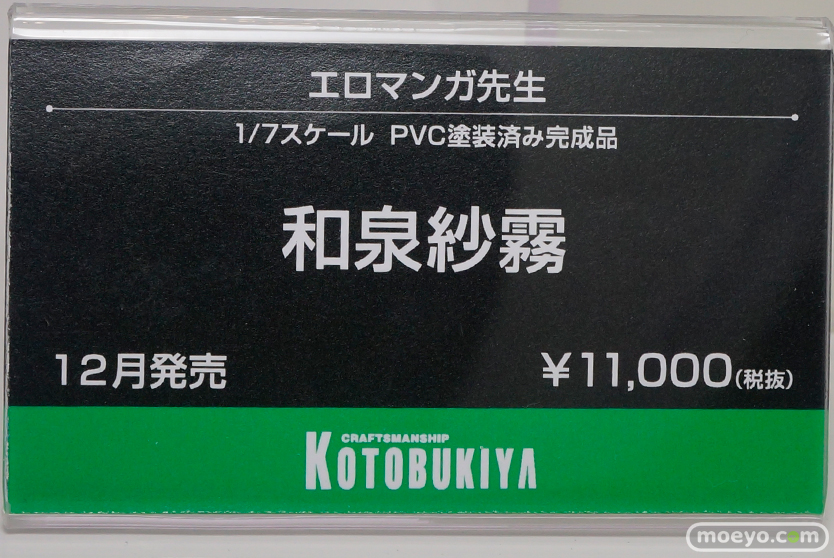 エロマンガ先生
1/7スケール PVC塗装済み完成品
和泉紗霧
12月発売
¥11,000(税抜)
CRAFTSMANSHIP
KOTOBUKIYA
moeyo.com